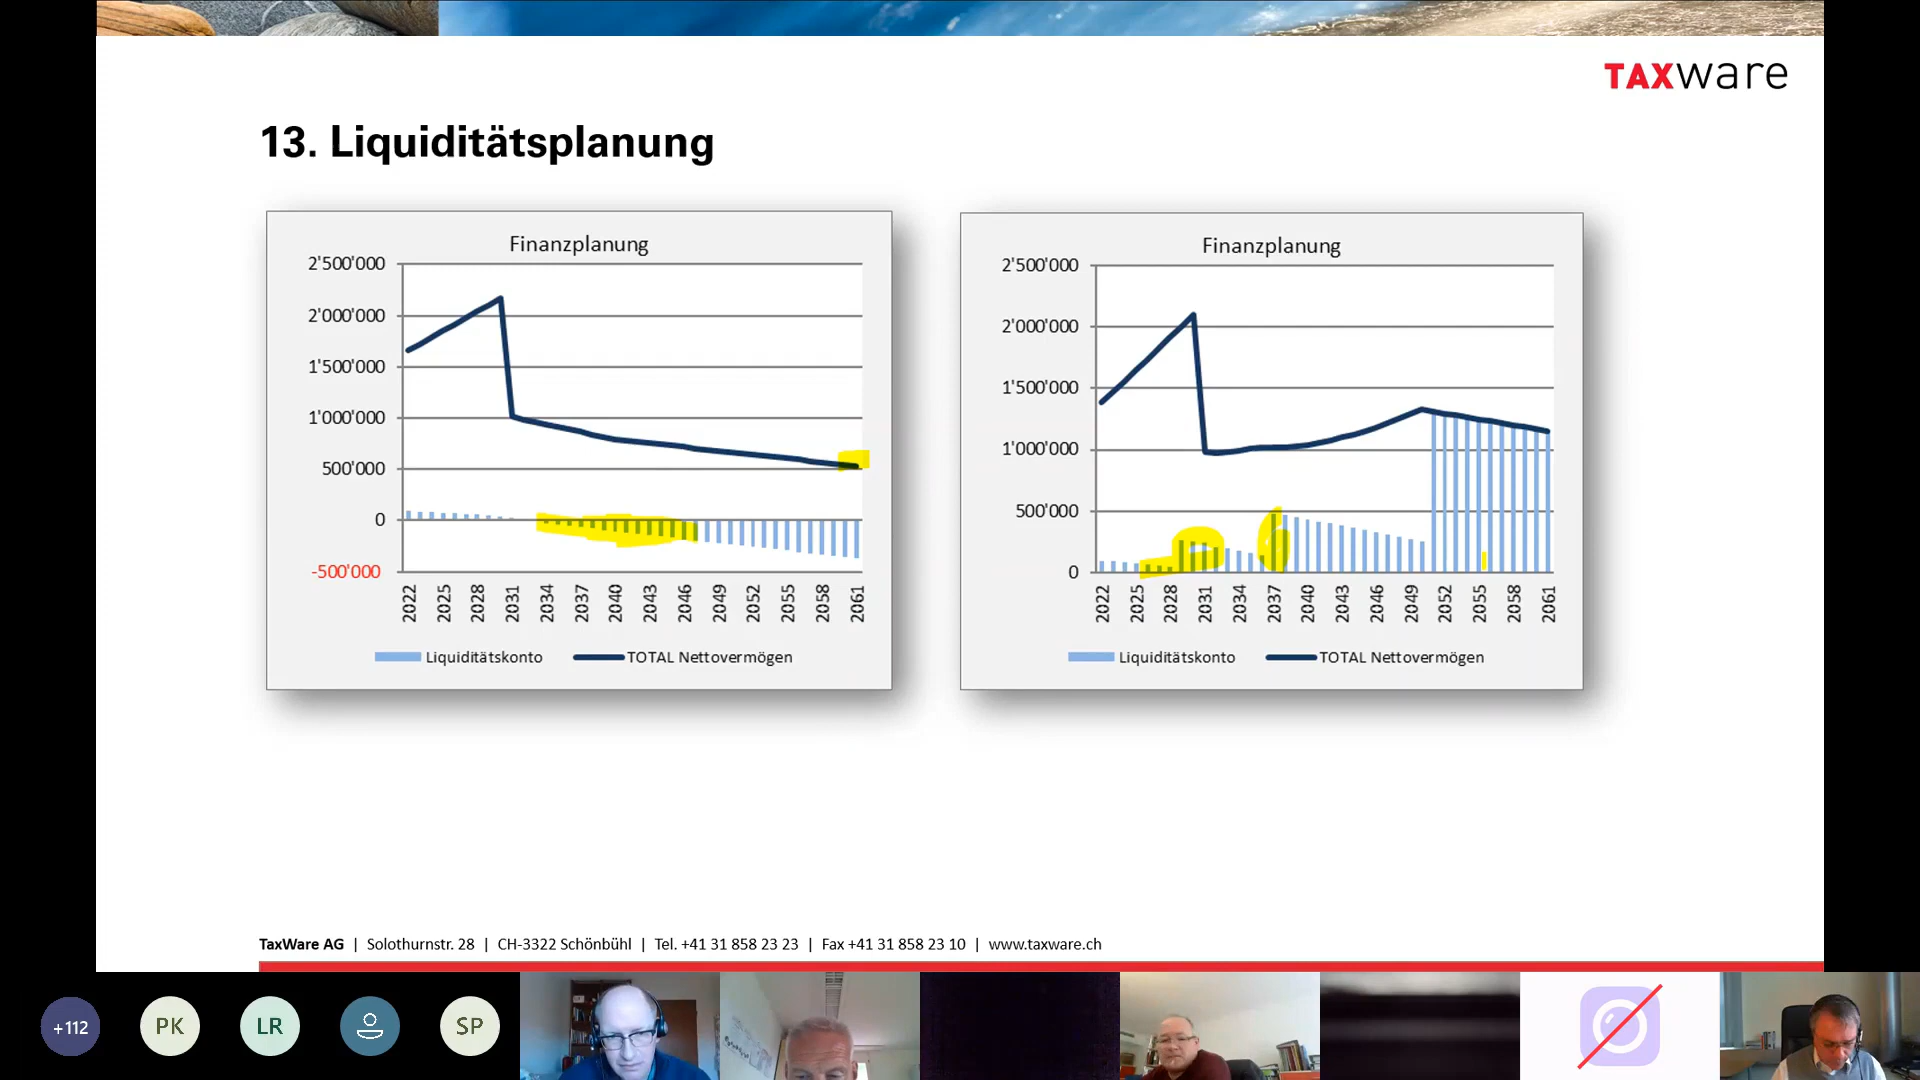 TAXware
13. Liquiditätsplanung
Finanzplanung
2'500'000
2'000'000
1'500'000
1'000'000
500'000
0
-500'000
2022 2025 2028 2031 2034 2037 2040 2043 2046 2049 2052 2055 2058 2061
Liquiditätskonto TOTAL Nettovermögen
Finanzplanung
2'500'000
2'000'000
1'500'000
1'000'000
500'000
0
2022 2025 2028 2031 2034 2037 2040 2043 2046 2049 2052 2055 2058 2061
Liquiditätskonto TOTAL Nettovermögen
TaxWare AG | Solothurnstr. 28 | CH-3322 Schönbühl | Tel. +41 31 858 23 23 | Fax +41 31 858 23 10 | www.taxware.ch
+112 PK LR SP